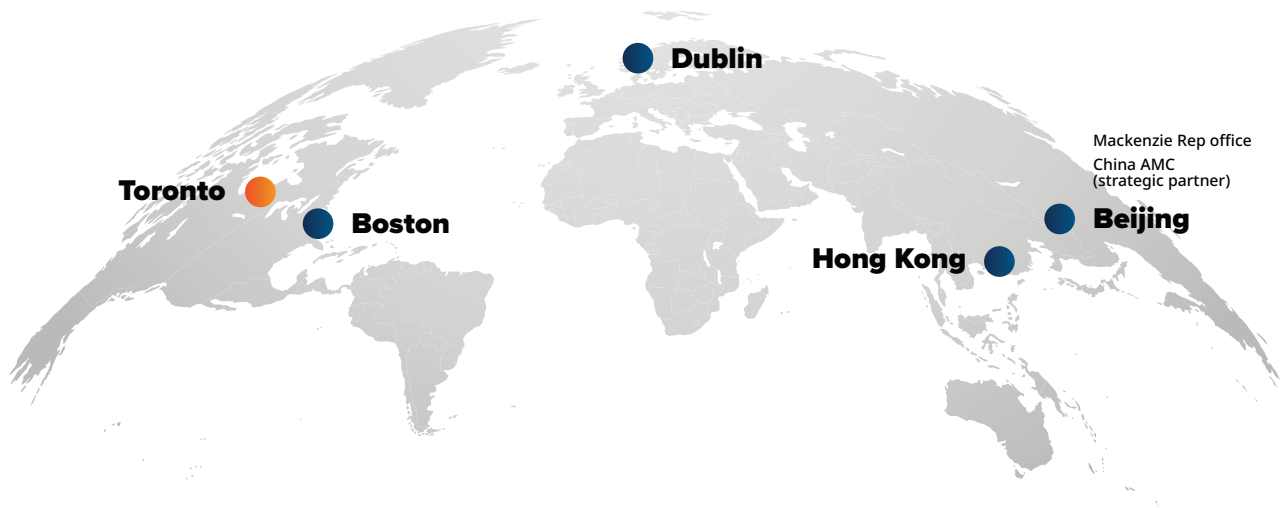 Dublin
Mackenzie Rep office
China AMC
(strategic partner)
Toronto
Boston
Beijing
Hong Kong